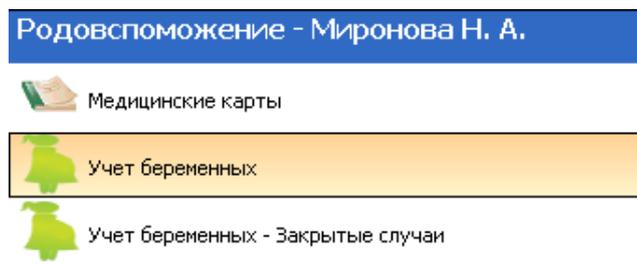 Родовспоможение - Миронова Н. А.
Медицинские карты
Учет беременных
Учет беременных - Закрытые случаи